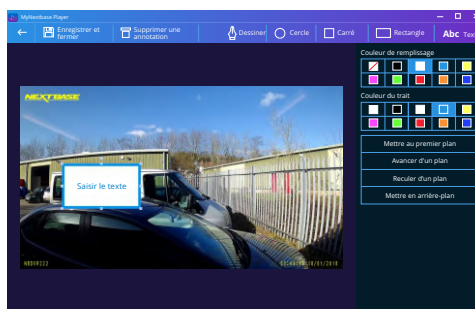 MyNextbase Player
Enregistrer et
fermer
Supprimer une
annotation
Dessiner
Cercle
Carré
Rectangle
Abc
Couleur de remplissage
NEXTBASE
Saisir le texte
Couleur du trait
Mettre au premier plan
Avancer d'un plan
Reculer d'un plan
Mettre en arrière-plan